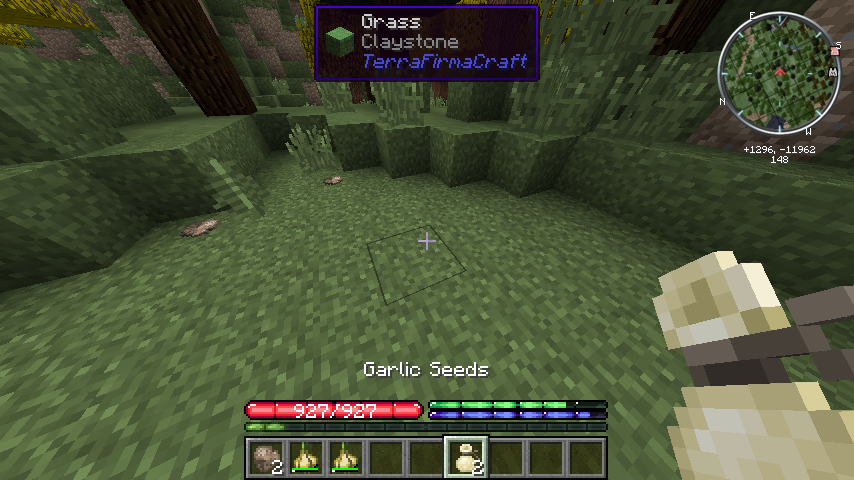 Grass
Claystone
TerraFirmaCraft
E
S
M
N
W
+1296, -11962
148
Garlic Seeds
927/927
2
2